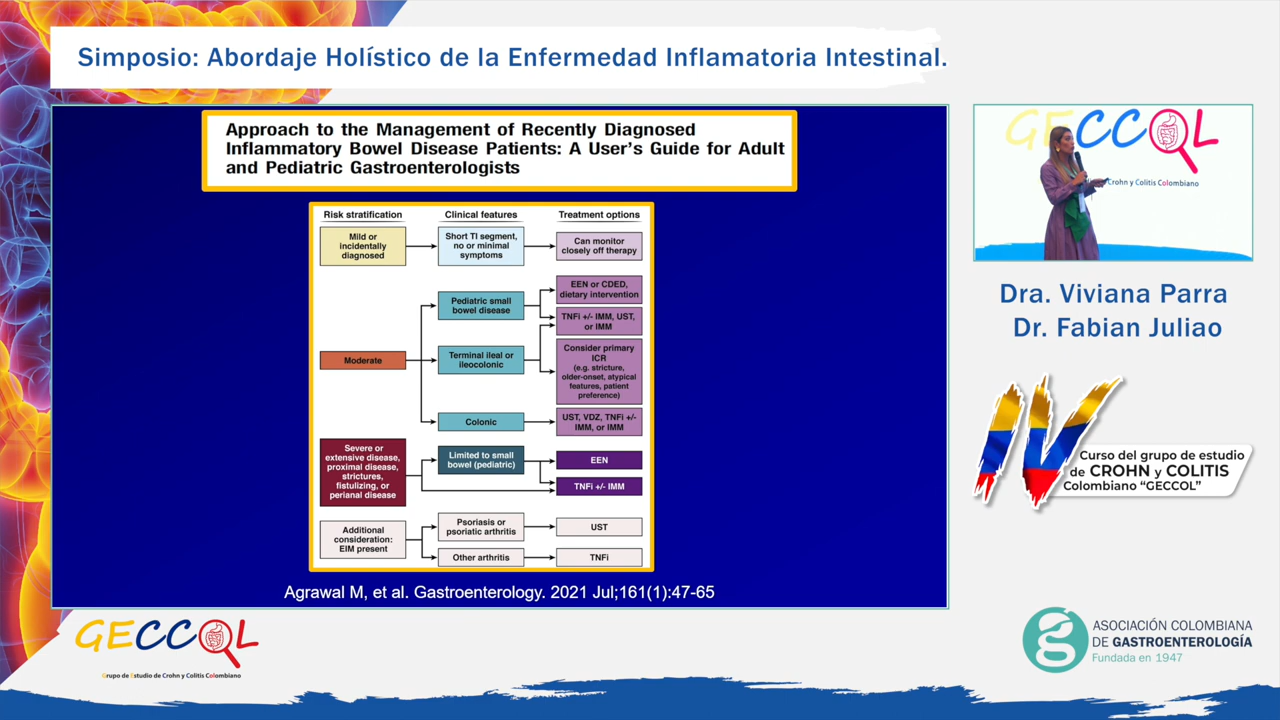 Simposio: Abordaje Holístico de la Enfermedad Inflamatoria Intestinal.
Approach to the Management of Recently Diagnosed
Inflammatory Bowel Disease Patients: A User's Guide for Adult
and Pediatric Gastroenterologists
Risk stratification
Clinical features
Treatment options
Mild or
incidentally
diagnosed
Short TI segment,
no or minimal
symptoms
Can monitor
closely off therapy
Moderate
Pediatric small
bowel disease
EEN or CDED,
dietary intervention
TNFi +/- IMM, UST,
or IMM
Terminal ileal or
ileocolonic
Consider primary
ICR
(e.g. stricture,
older-onset, atypical
features, patient
preference)
Colonic
UST, VDZ, TNFi +/-
IMM, or IMM
Severe or
extensive disease,
proximal disease,
strictures,
fistulizing, or
perianal disease
Limited to small
bowel (pediatric)
EEN
TNFi +/- IMM
Additional
consideration:
EIM present
Psoriasis or
psoriatic arthritis
UST
Other arthritis
TNFi
Agrawal M, et al. Gastroenterology. 2021 Jul;161(1):47-65
GECCOL
Crohn y Colitis Colombiano
Dra. Viviana Parra
Dr. Fabian Juliao
IV
Curso del grupo de estudio
de CROHN y COLITIS
Colombiano "GECCOL"
GECCOL
Grupo de Estudio de Crohn y Colitis Colombiano
ASOCIACIÓN COLOMBIANA
DE GASTROENTEROLOGÍA
Fundada en 1947